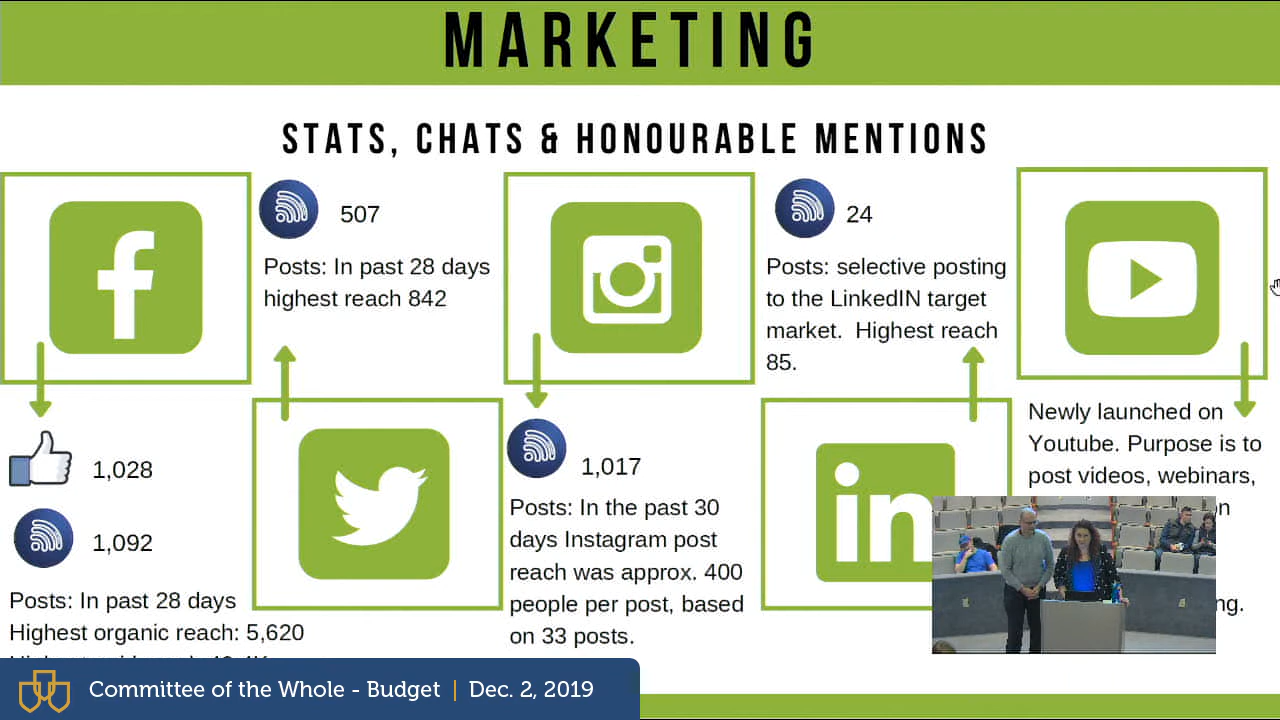 MARKETING
STATS, CHATS & HONOURABLE MENTIONS
507
Posts: In past 28 days
highest reach 842
24
Posts: selective posting
to the LinkedIN target
market. Highest reach
85.
1,028
1,092
Posts: In past 28 days
Highest organic reach: 5,620
1,017
Posts: In the past 30
days Instagram post
reach was approx. 400
people per post, based
on 33 posts.
in
Newly launched on
Youtube. Purpose is to
post videos, webinars,
Committee of the Whole - Budget | Dec. 2, 2019